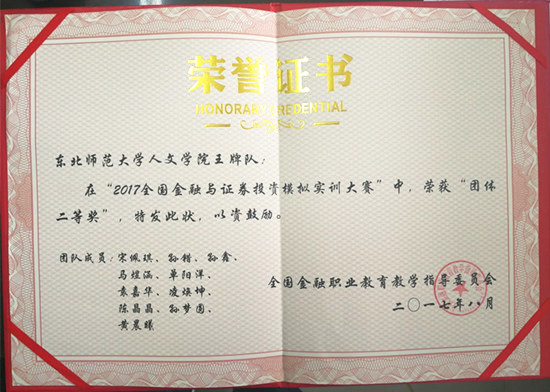 荣誉证书
HONORARY CREDENTIAL
东北师范大学人文学院王牌队：
在“2017全国金融与证券投资模拟实训大赛”中，荣获“团体
二等奖”，特发此状，以资鼓励。
团队成员：宋佩琪、孙锴、孙鑫、
马煜涵、单阳洋、
袁嘉华、凌焕坤、
陈晶晶、孙梦园、
黄晨曦
全国金融职业教育教学指导委员会
二〇一七年八月